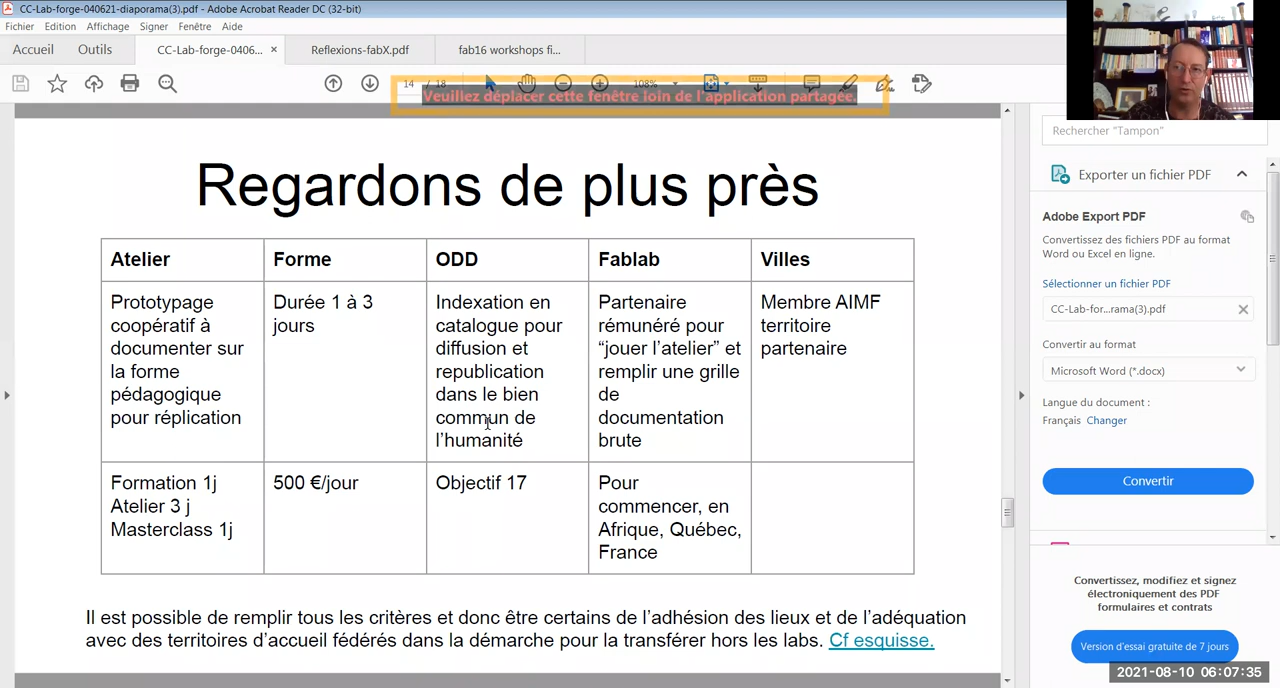 CC-Lab-forge-040621-diaporama(3).pdf - Adobe Acrobat Reader DC (32-bit)
Fichier Edition Affichage Signer Fenêtre Aide
Accueil Outils CC-Lab-forge-0406... × Reflexions-fabX.pdf fab16 workshops fi...
14 / 18 108%
Veuillez déplacer cette fenêtre loin de l'application partagée.
Rechercher "Tampon"
Exporter un fichier PDF
Adobe Export PDF
Convertissez des fichiers PDF au format
Word ou Excel en ligne.
Sélectionner un fichier PDF
CC-Lab-for...rama(3).pdf
Convertir au format
Microsoft Word (*.docx)
Langue du document :
Français Changer
Convertir
Convertissez, modifiez et signez
électroniquement des PDF
formulaires et contrats
Version d'essai gratuite de 7 jours
2021-08-10 06:07:35
Regardons de plus près
Atelier
Forme
ODD
Fablab
Villes
Prototypage
coopératif à
documenter sur
la forme
pédagogique
pour réplication
Durée 1 à 3
jours
Indexation en
catalogue pour
diffusion et
republication
dans le bien
commun de
l'humanité
Partenaire
rémunéré pour
"jouer l'atelier" et
remplir une grille
de
documentation
brute
Membre AIMF
territoire
partenaire
Formation 1j
Atelier 3 j
Masterclass 1j
500 €/jour
Objectif 17
Pour
commencer, en
Afrique, Québec,
France
Il est possible de remplir tous les critères et donc être certains de l'adhésion des lieux et de l'adéquation
avec des territoires d'accueil fédérés dans la démarche pour la transférer hors les labs. Cf esquisse.